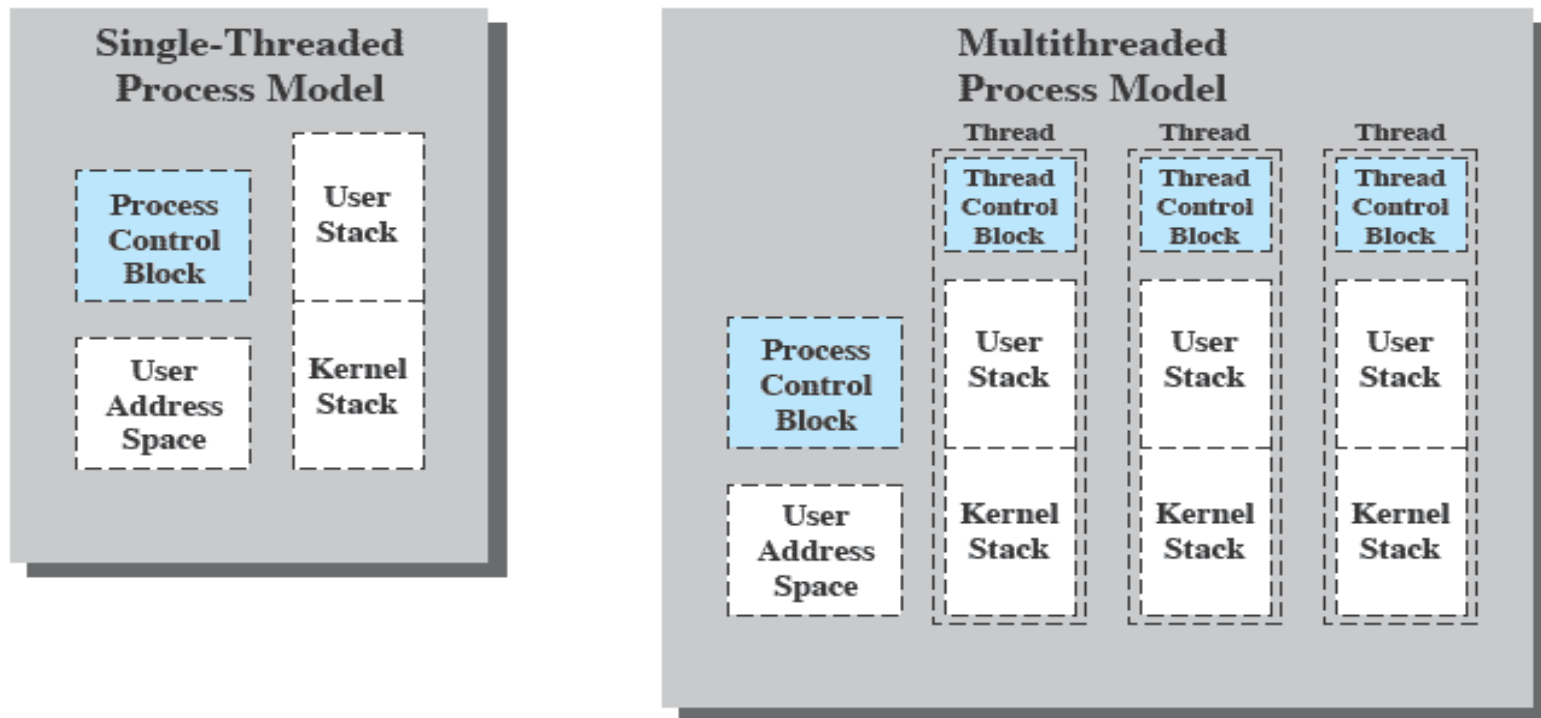 Single-Threaded
Process Model
Process
Control
Block
User
Stack
User
Address
Space
Kernel
Stack
Multithreaded
Process Model
Process
Control
Block
User
Address
Space
Thread
Thread
Control
Block
User
Stack
Kernel
Stack
Thread
Thread
Control
Block
User
Stack
Kernel
Stack
Thread
Thread
Control
Block
User
Stack
Kernel
Stack